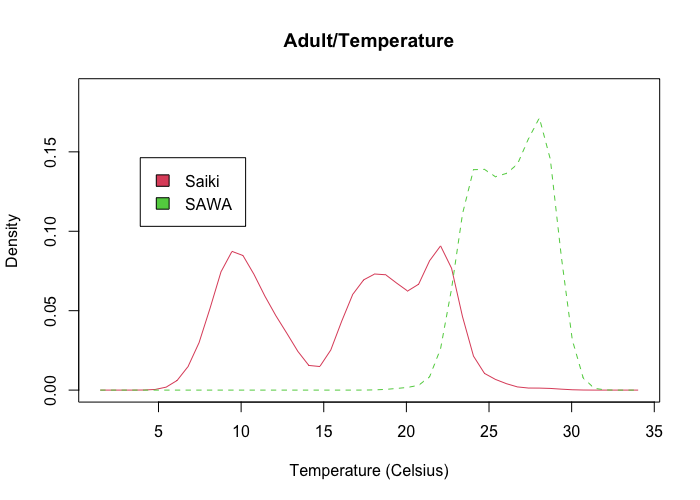 Adult/Temperature
Density
0.15
0.10
0.05
0.00
Saiki
SAWA
5 10 15 20 25 30 35
Temperature (Celsius)